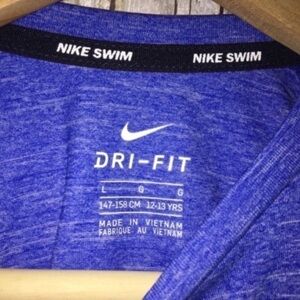 NIKE SWIM NIKE SWIM
DRI-FIT
L G G
147-158 CM 12-13 YRS
MADE IN VIETNAM
FABRIQUÉ AU VIETNAM